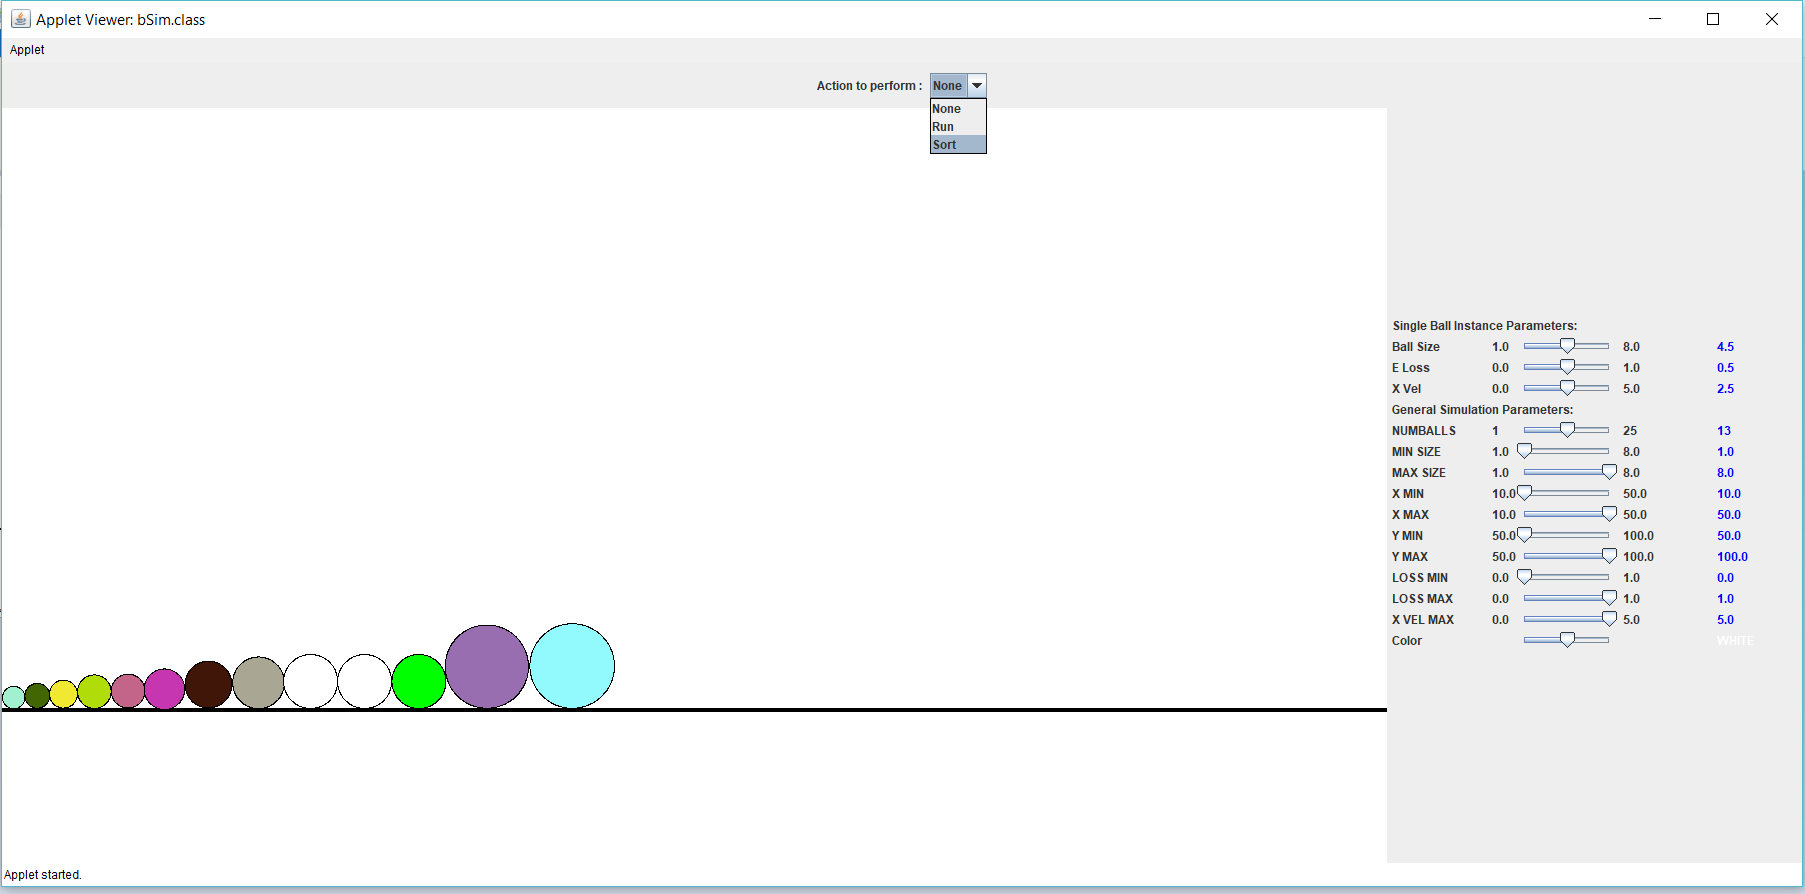 Applet Viewer: bSim.class
Applet
Action to perform : None
None
Run
Sort
Single Ball Instance Parameters:
Ball Size 1.0 8.0 4.5
E Loss 0.0 1.0 0.5
X Vel 0.0 5.0 2.5
General Simulation Parameters:
NUMBALLS 1 25 13
MIN SIZE 1.0 8.0 1.0
MAX SIZE 1.0 8.0 8.0
X MIN 10.0 50.0 10.0
X MAX 10.0 50.0 50.0
Y MIN 50.0 100.0 50.0
Y MAX 50.0 100.0 100.0
LOSS MIN 0.0 1.0 0.0
LOSS MAX 0.0 1.0 1.0
X VEL MAX 0.0 5.0 5.0
Color WHITE
Applet started.